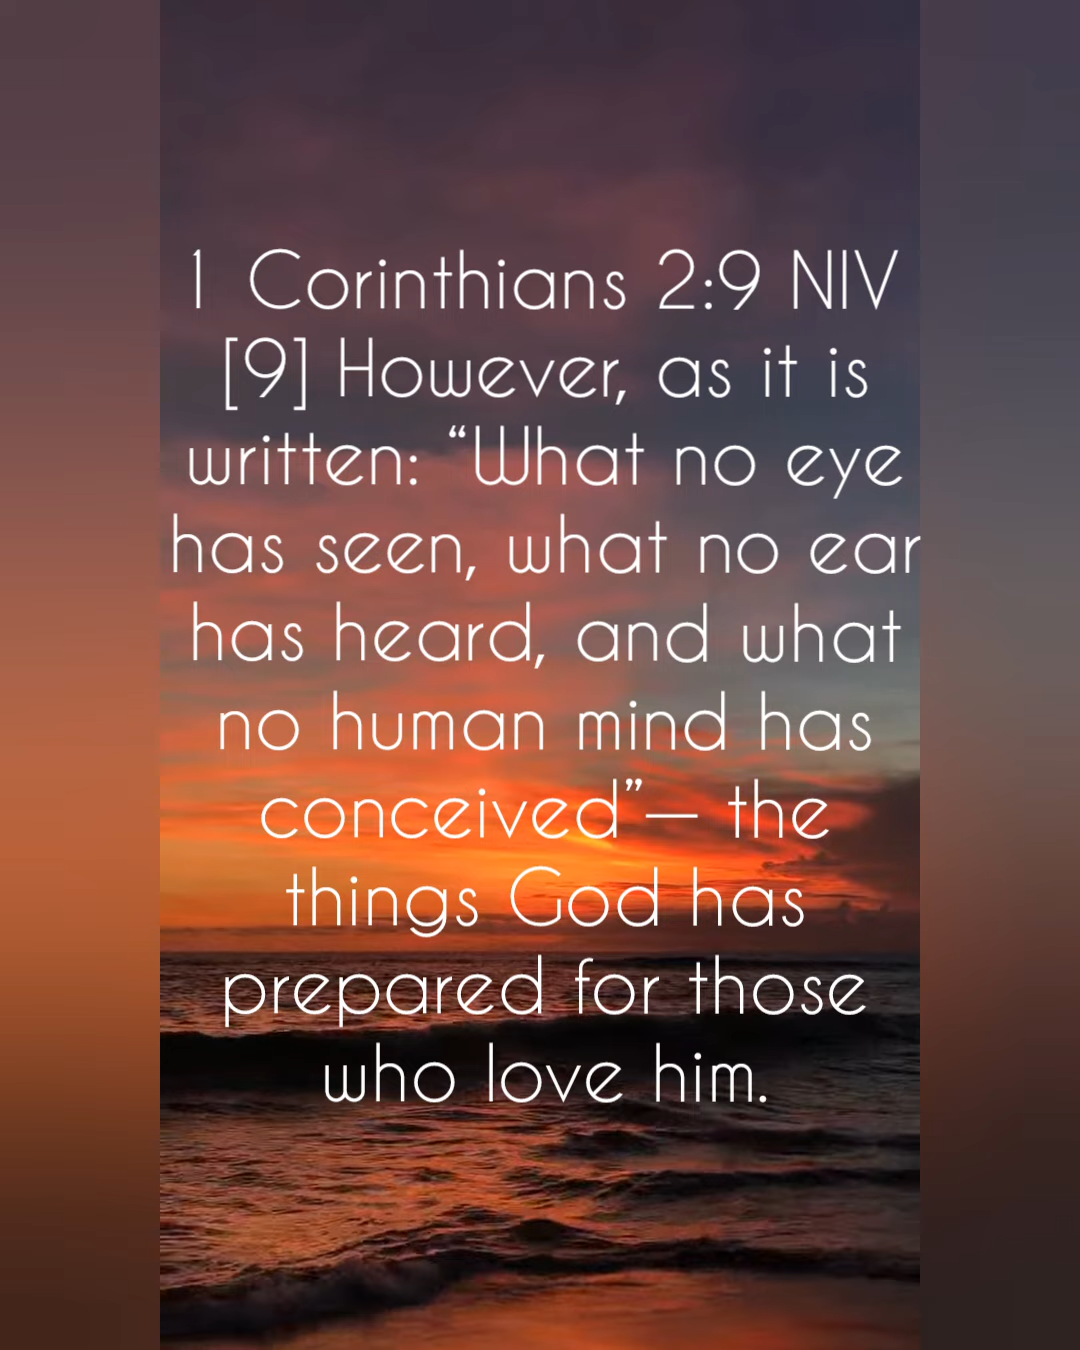 1 Corinthians 2:9 NIV
[9] However, as it is
written: “What no eye
has seen, what no ear
has heard, and what
no human mind has
conceived”— the
things God has
prepared for those
who love him.